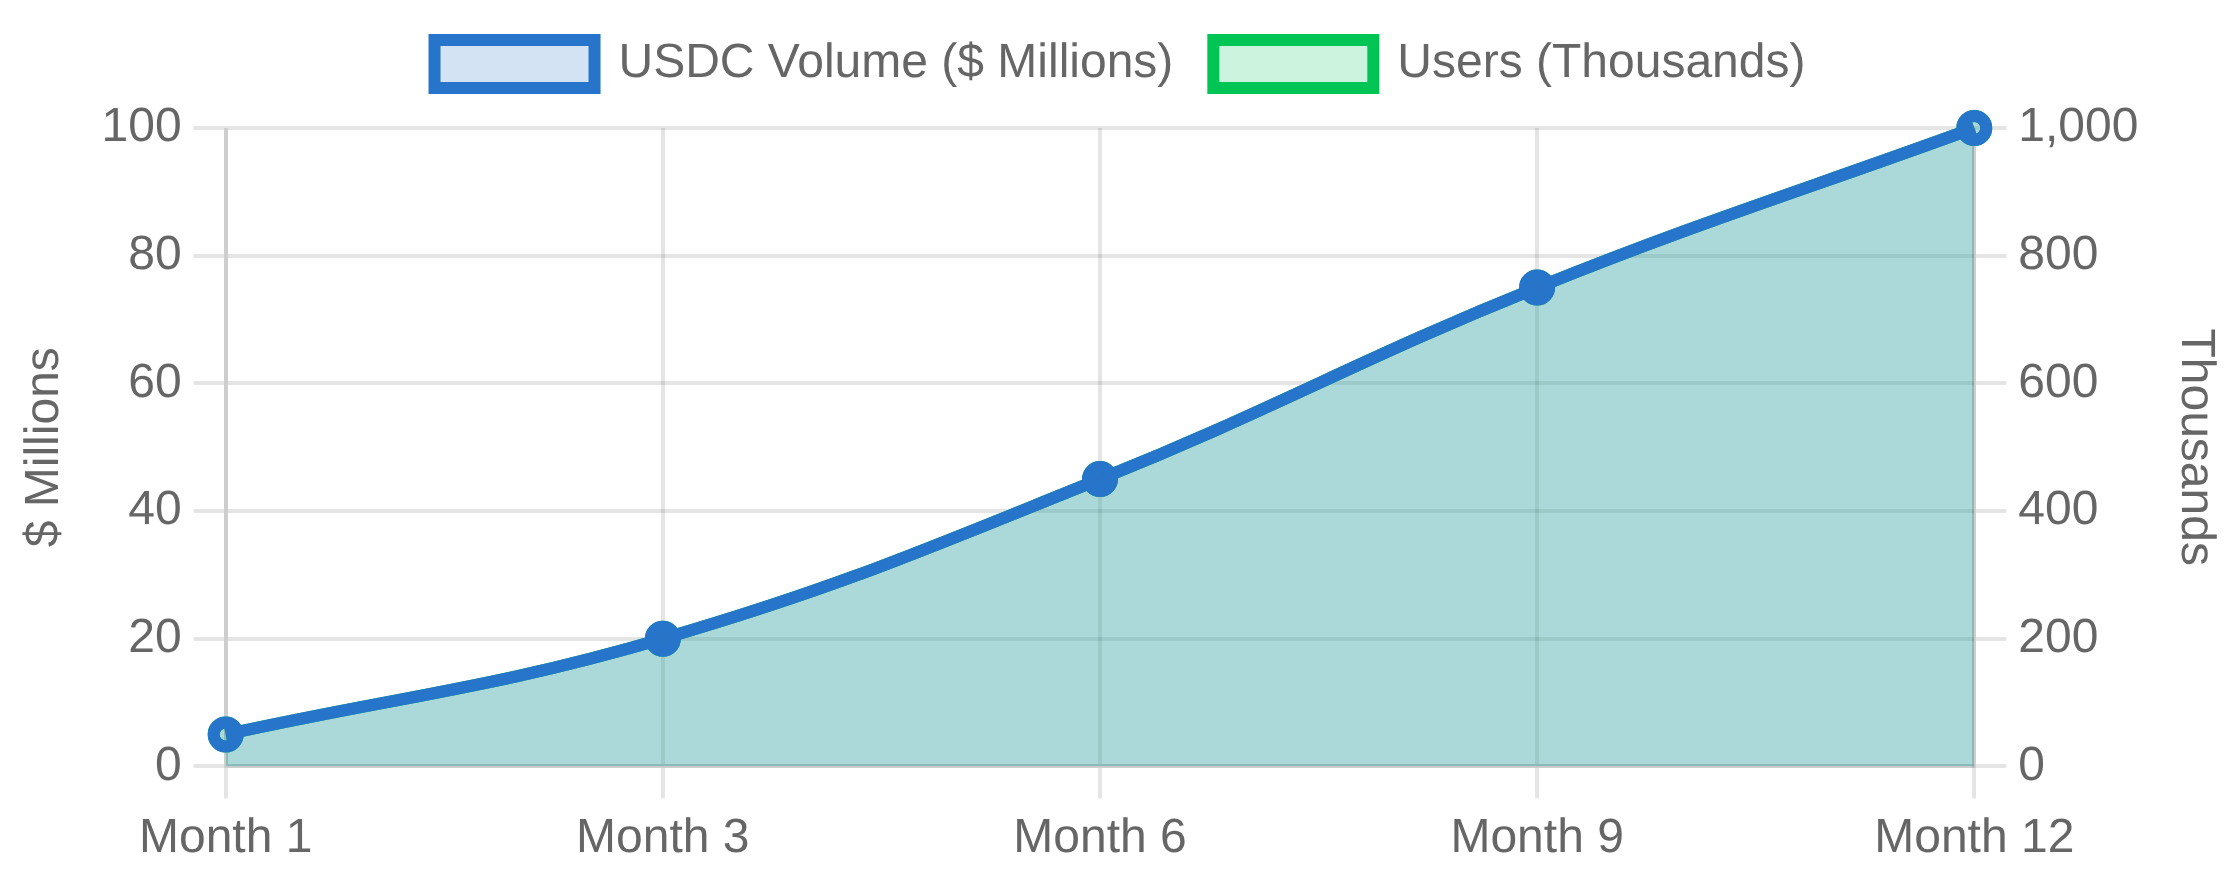 USDC Volume ($ Millions) Users (Thousands)
100 1,000
80 800
60 600
40 400
20 200
0 0
$ Millions
Thousands
Month 1 Month 3 Month 6 Month 9 Month 12